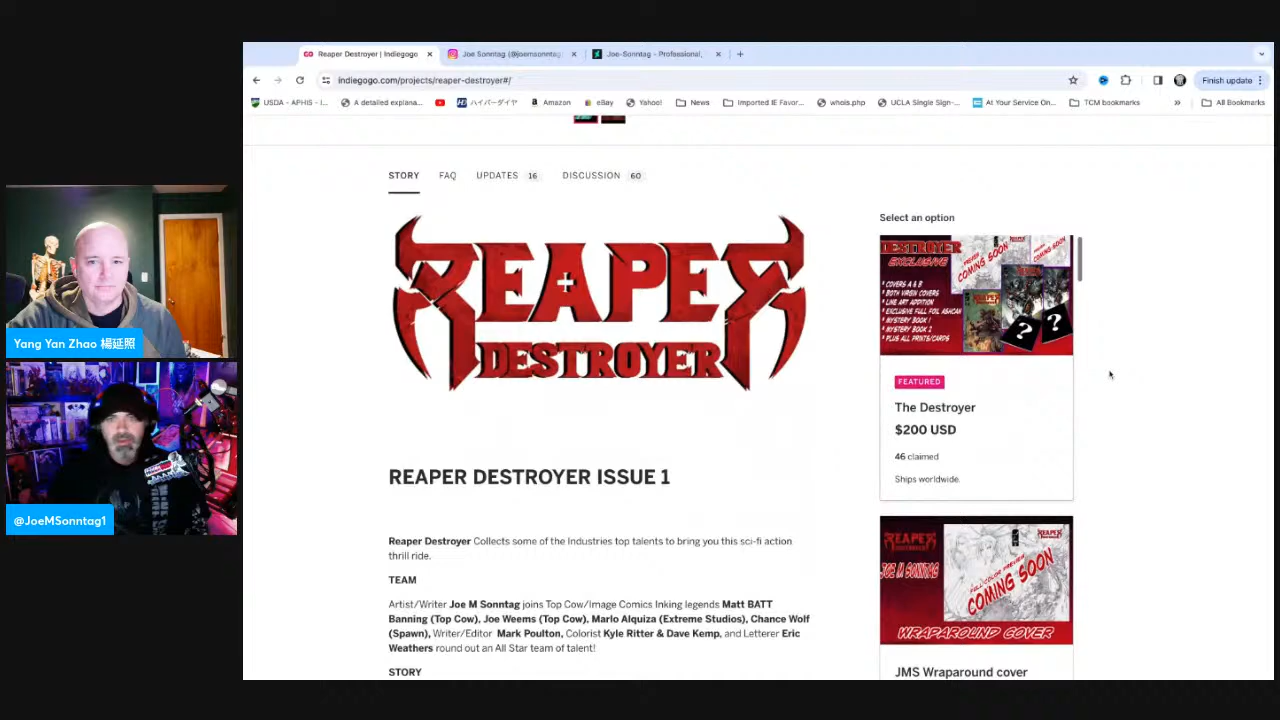 Reaper Destroyer | Indiegogo
Joe Sonntag (@joemsonntag)
Joe-Sonntag - Professional,
indiegogo.com/projects/reaper-destroyer#/
Finish update
USDA - APHIS - I...
A detailed explana...
ハイパーダイヤ
Amazon
eBay
Yahoo!
News
Imported IE Favor...
whois.php
UCLA Single Sign-...
At Your Service On...
TCM bookmarks
»
All Bookmarks
STORY
FAQ
UPDATES 16
DISCUSSION 60
REAPER
DESTROYER
REAPER DESTROYER ISSUE 1
Reaper Destroyer Collects some of the Industries top talents to bring you this sci-fi action
thrill ride.
TEAM
Artist/Writer Joe M Sonntag joins Top Cow/Image Comics Inking legends Matt BATT
Banning (Top Cow), Joe Weems (Top Cow), Marlo Alquiza (Extreme Studios), Chance Wolf
(Spawn), Writer/Editor Mark Poulton, Colorist Kyle Ritter & Dave Kemp, and Letterer Eric
Weathers round out an All Star team of talent!
STORY
Select an option
DESTROYER
EXCLUSIVE
* COVERS A & B
* BOTH VIRGIN COVERS
* LINE ART ADDITION
* EXCLUSIVE FULL FOIL ASHCAN
* MYSTERY BOOK 1
* MYSTERY BOOK 2
* PLUS ALL PRINTS/CARDS
COMING SOON
? ?
FEATURED
The Destroyer
$200 USD
46 claimed
Ships worldwide.
REAPER
JOE M SONNTAG
FULL COLOR PREVIEW
COMING SOON
REAPER
WRAPAROUND COVER
JMS Wraparound cover
Yang Yan Zhao 楊延照
@JoeMSonntag1